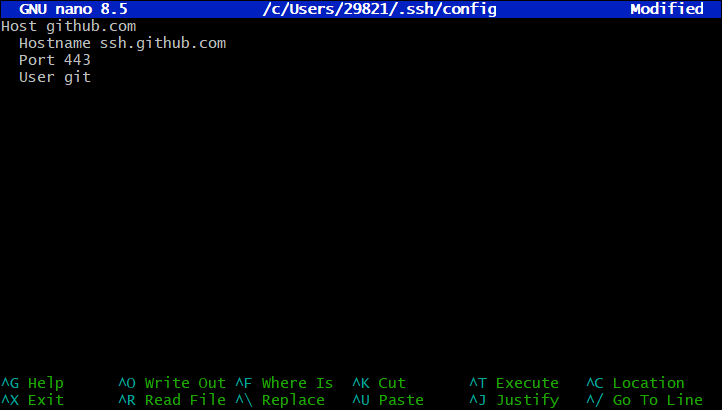 GNU nano 8.5 /c/Users/29821/.ssh/config Modified
Host github.com
  Hostname ssh.github.com
  Port 443
  User git
^G Help ^O Write Out ^F Where Is ^K Cut ^T Execute ^C Location
^X Exit ^R Read File ^\ Replace ^U Paste ^J Justify ^/ Go To Line